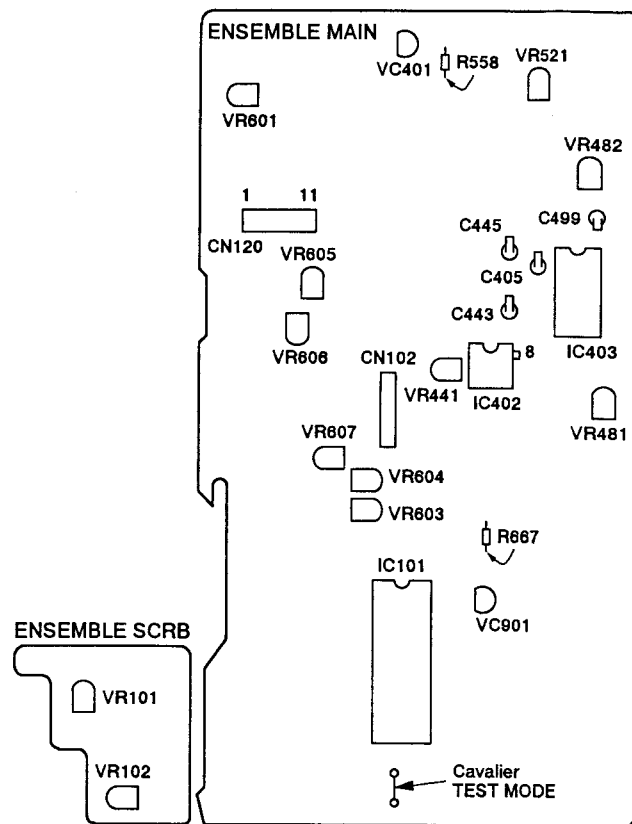 ENSEMBLE MAIN
VC401
R558
VR521
VR601
VR482
1 11
C499
C445
CN120
VR605
C405
C443
VR606
CN102
8
IC403
VR441
IC402
VR481
VR607
VR604
VR603
R667
IC101
VC901
ENSEMBLE SCRB
VR101
VR102
Cavalier
TEST MODE